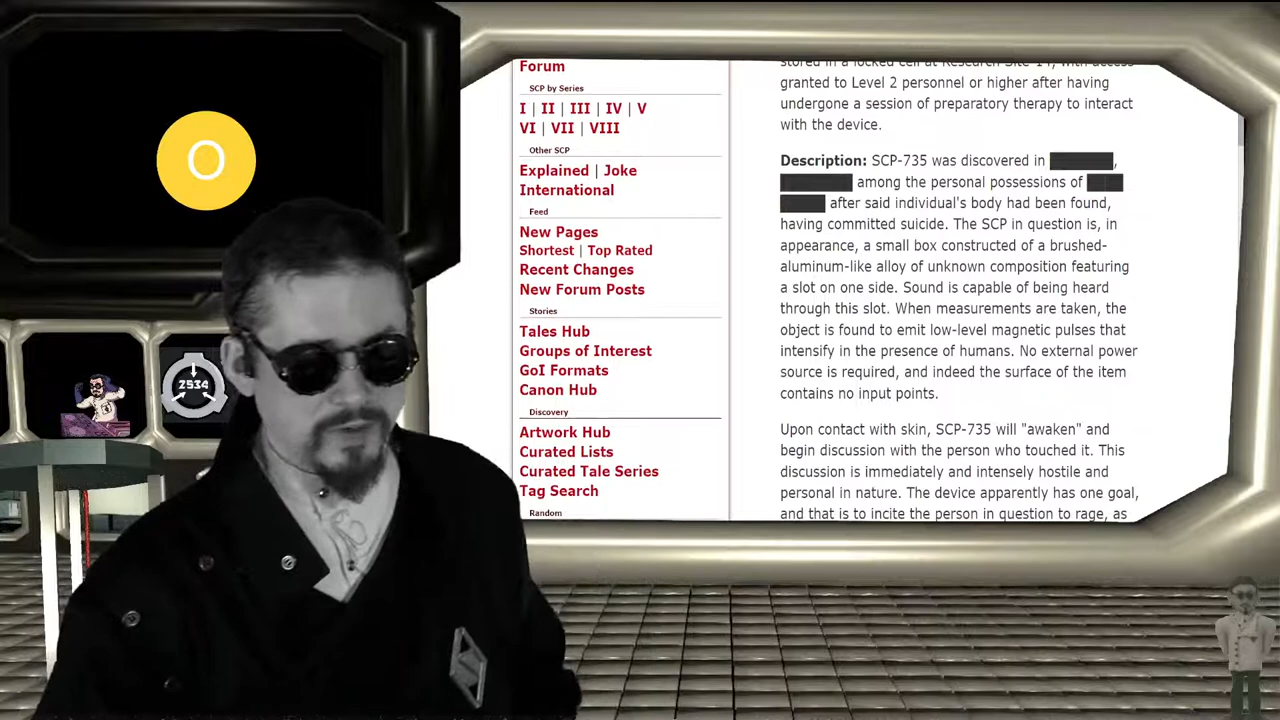 O
2534
Forum
SCP by Series
I | II | III | IV | V
VI | VII | VIII
Other SCP
Explained | Joke
International
Feed
New Pages
Shortest | Top Rated
Recent Changes
New Forum Posts
Stories
Tales Hub
Groups of Interest
GoI Formats
Canon Hub
Discovery
Artwork Hub
Curated Lists
Curated Tale Series
Tag Search
Random
stored in a locked cell at Research Site-14, with access
granted to Level 2 personnel or higher after having
undergone a session of preparatory therapy to interact
with the device.
Description: SCP-735 was discovered in ██████,
███████ among the personal possessions of ████
████ after said individual's body had been found,
having committed suicide. The SCP in question is, in
appearance, a small box constructed of a brushed-
aluminum-like alloy of unknown composition featuring
a slot on one side. Sound is capable of being heard
through this slot. When measurements are taken, the
object is found to emit low-level magnetic pulses that
intensify in the presence of humans. No external power
source is required, and indeed the surface of the item
contains no input points.
Upon contact with skin, SCP-735 will "awaken" and
begin discussion with the person who touched it. This
discussion is immediately and intensely hostile and
personal in nature. The device apparently has one goal,
and that is to incite the person in question to rage, as